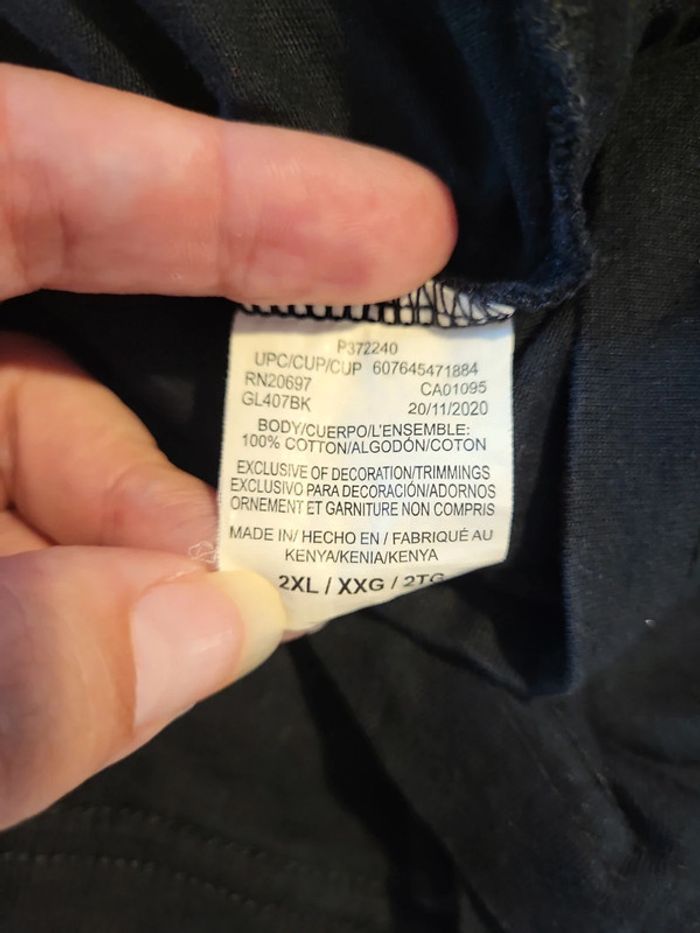 P372240
UPC/CUP/CUP 607645471884
RN20697 CA01095
GL407BK 20/11/2020
BODY/CUERPO/L'ENSEMBLE:
100% COTTON/ALGODÓN/COTON
EXCLUSIVE OF DECORATION/TRIMMINGS
EXCLUSIVO PARA DECORACIÓN/ADORNOS
ORNEMENT ET GARNITURE NON COMPRIS
MADE IN/ HECHO EN / FABRIQUÉ AU
KENYA/KENIA/KENYA
2XL / XXG / 2TG